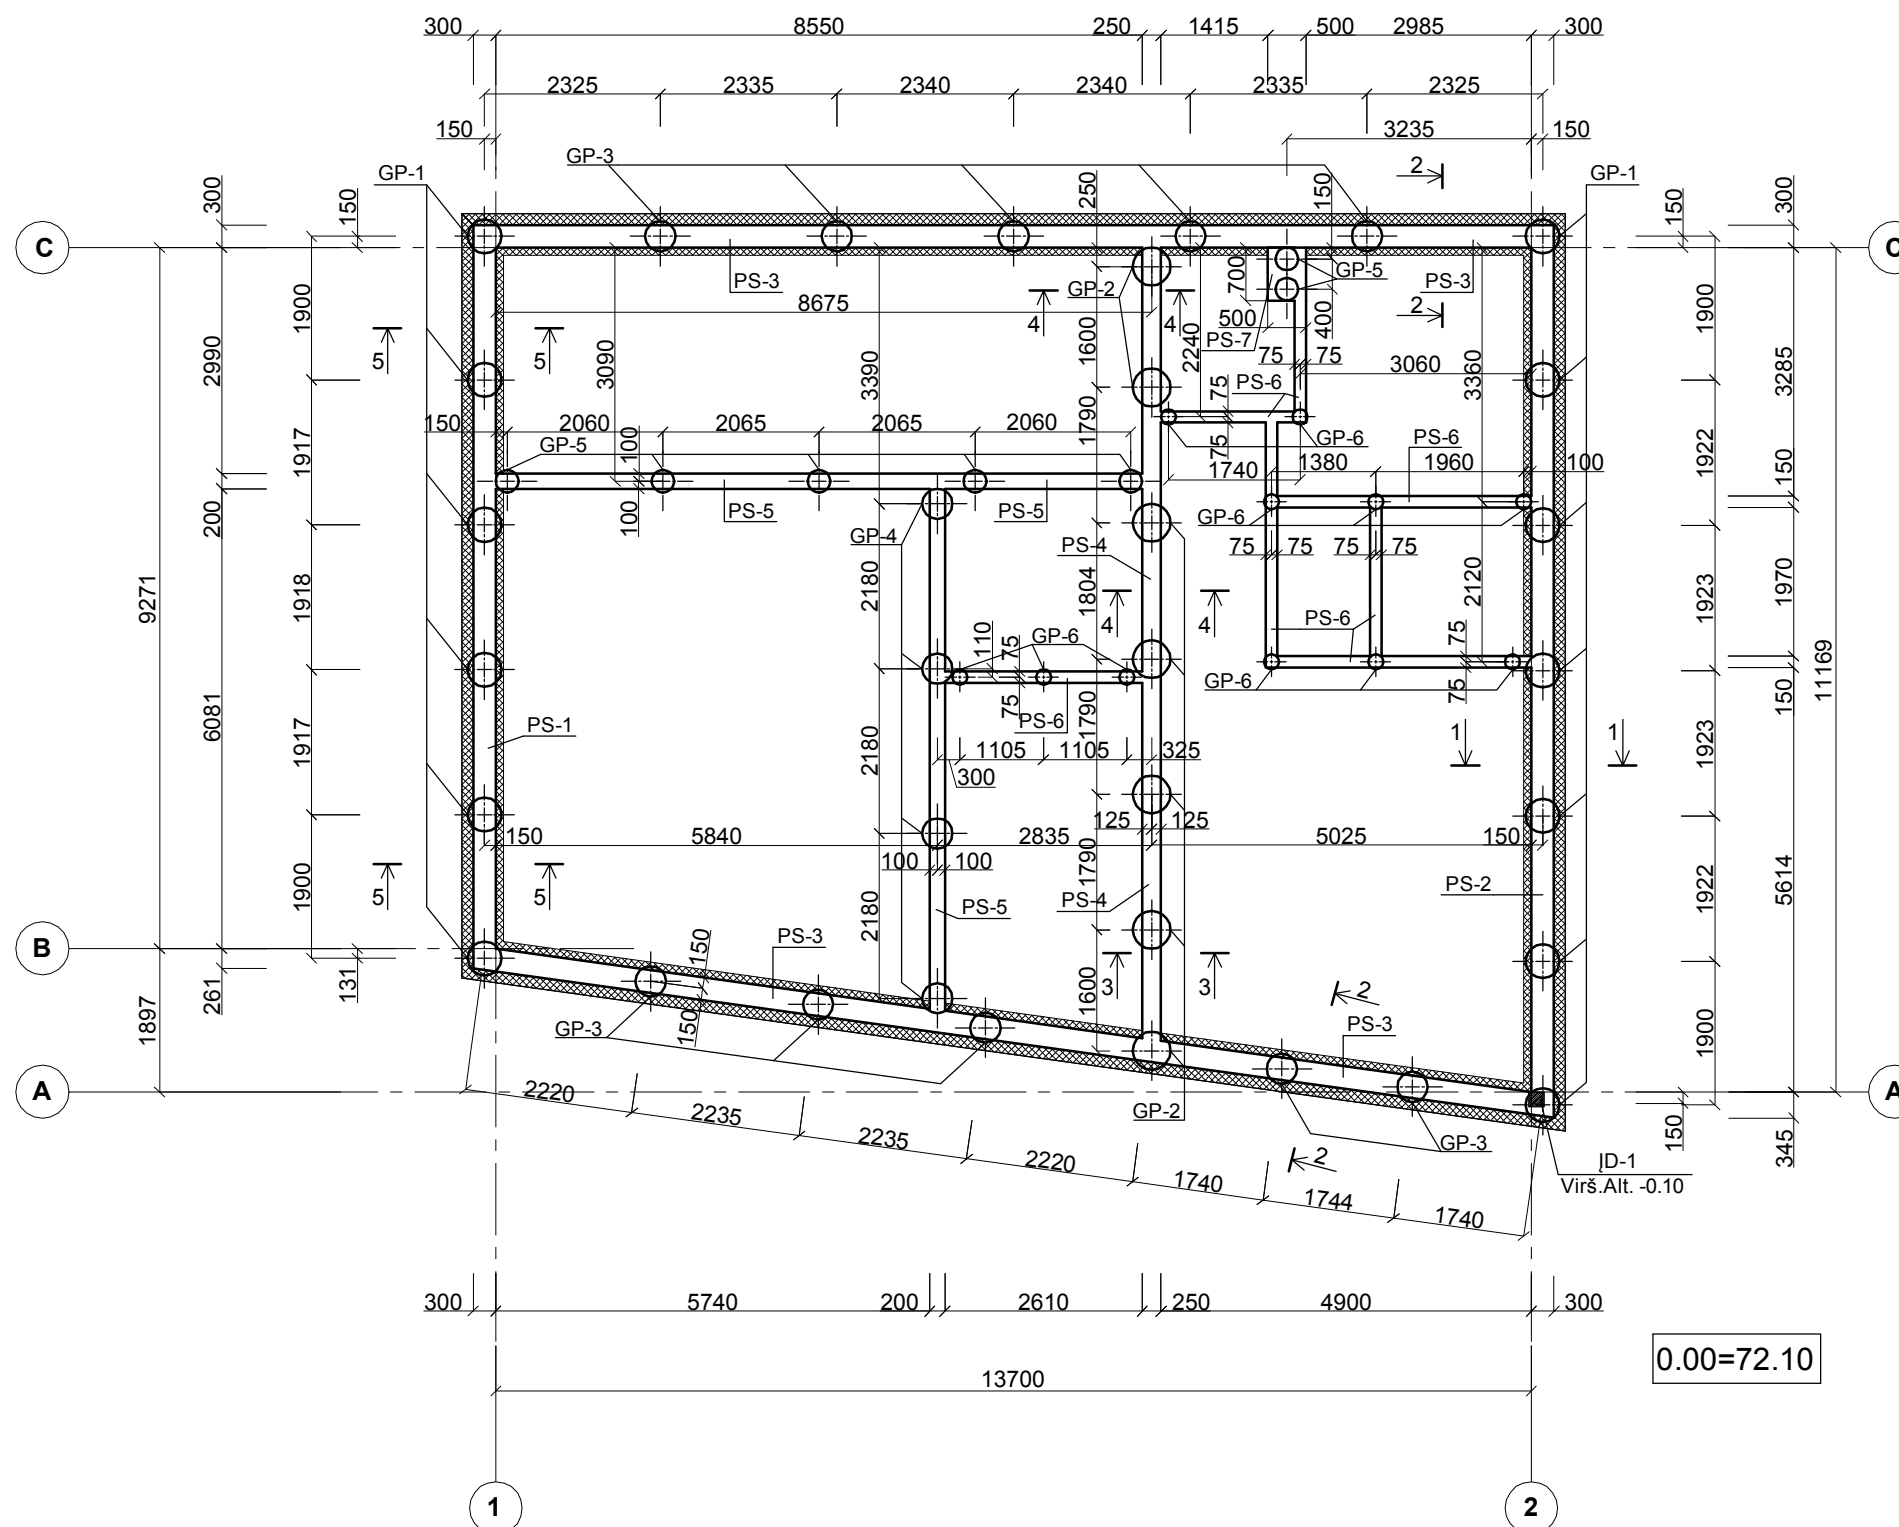 300 8550 250 1415 500 2985 300
2325 2335 2340 2340 2335 2325
150 3235 150
GP-3 2
GP-1 GP-1
300 150 250 150 150 300
C C
PS-3 GP-2 700 GP-5 PS-3
8675 4 4 500 400 2
1900 2990 5 5 3090 3390 1600 2240 PS-7 75 75 3060 3360 1900 3285
75 PS-6
150 2060 2065 2065 2060 1790
GP-5 100 75 GP-6 PS-6
1917 1740 1380 1960 100 1922 150
200 100 PS-5 PS-5 GP-6
GP-4 PS-4 75 75 75 75
9271 1918 2180 1804 2120 1923 1970
4 4 PS-6
110 75 GP-6 75
6081 75 PS-6 GP-6 75 150 11169
PS-1 1790 1 1
1917 2180 1105 1105 325 1923
300
125 125
150 5840 2835 5025 150
100 100 1790
1900 5 5 2180 PS-5 PS-4 PS-2 1922 5614
B PS-3 150
261 131 3 3 2
1897 150 GP-3 1600 PS-3 1900
A A
2220 2235 2235 2220 GP-2 GP-3 150 345
1740 1744 1740 2 ĮD-1
Virš.Alt. -0.10
300 5740 200 2610 250 4900 300
0.00=72.10
13700
1 2